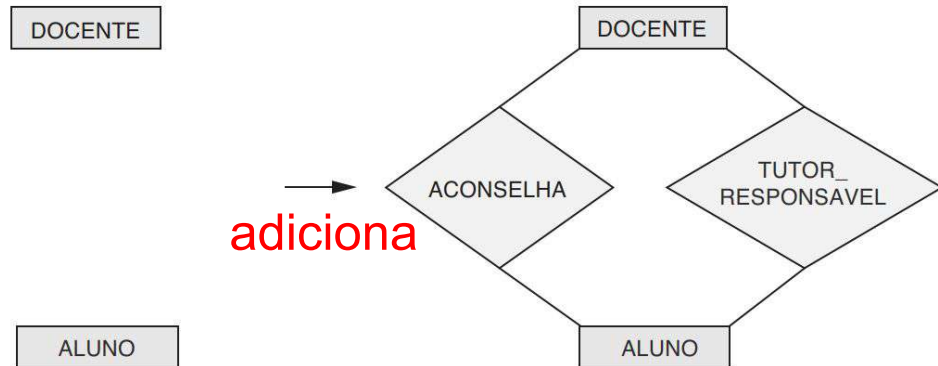 DOCENTE
DOCENTE
ACONSELHA
TUTOR_
RESPONSAVEL
adiciona
ALUNO
ALUNO